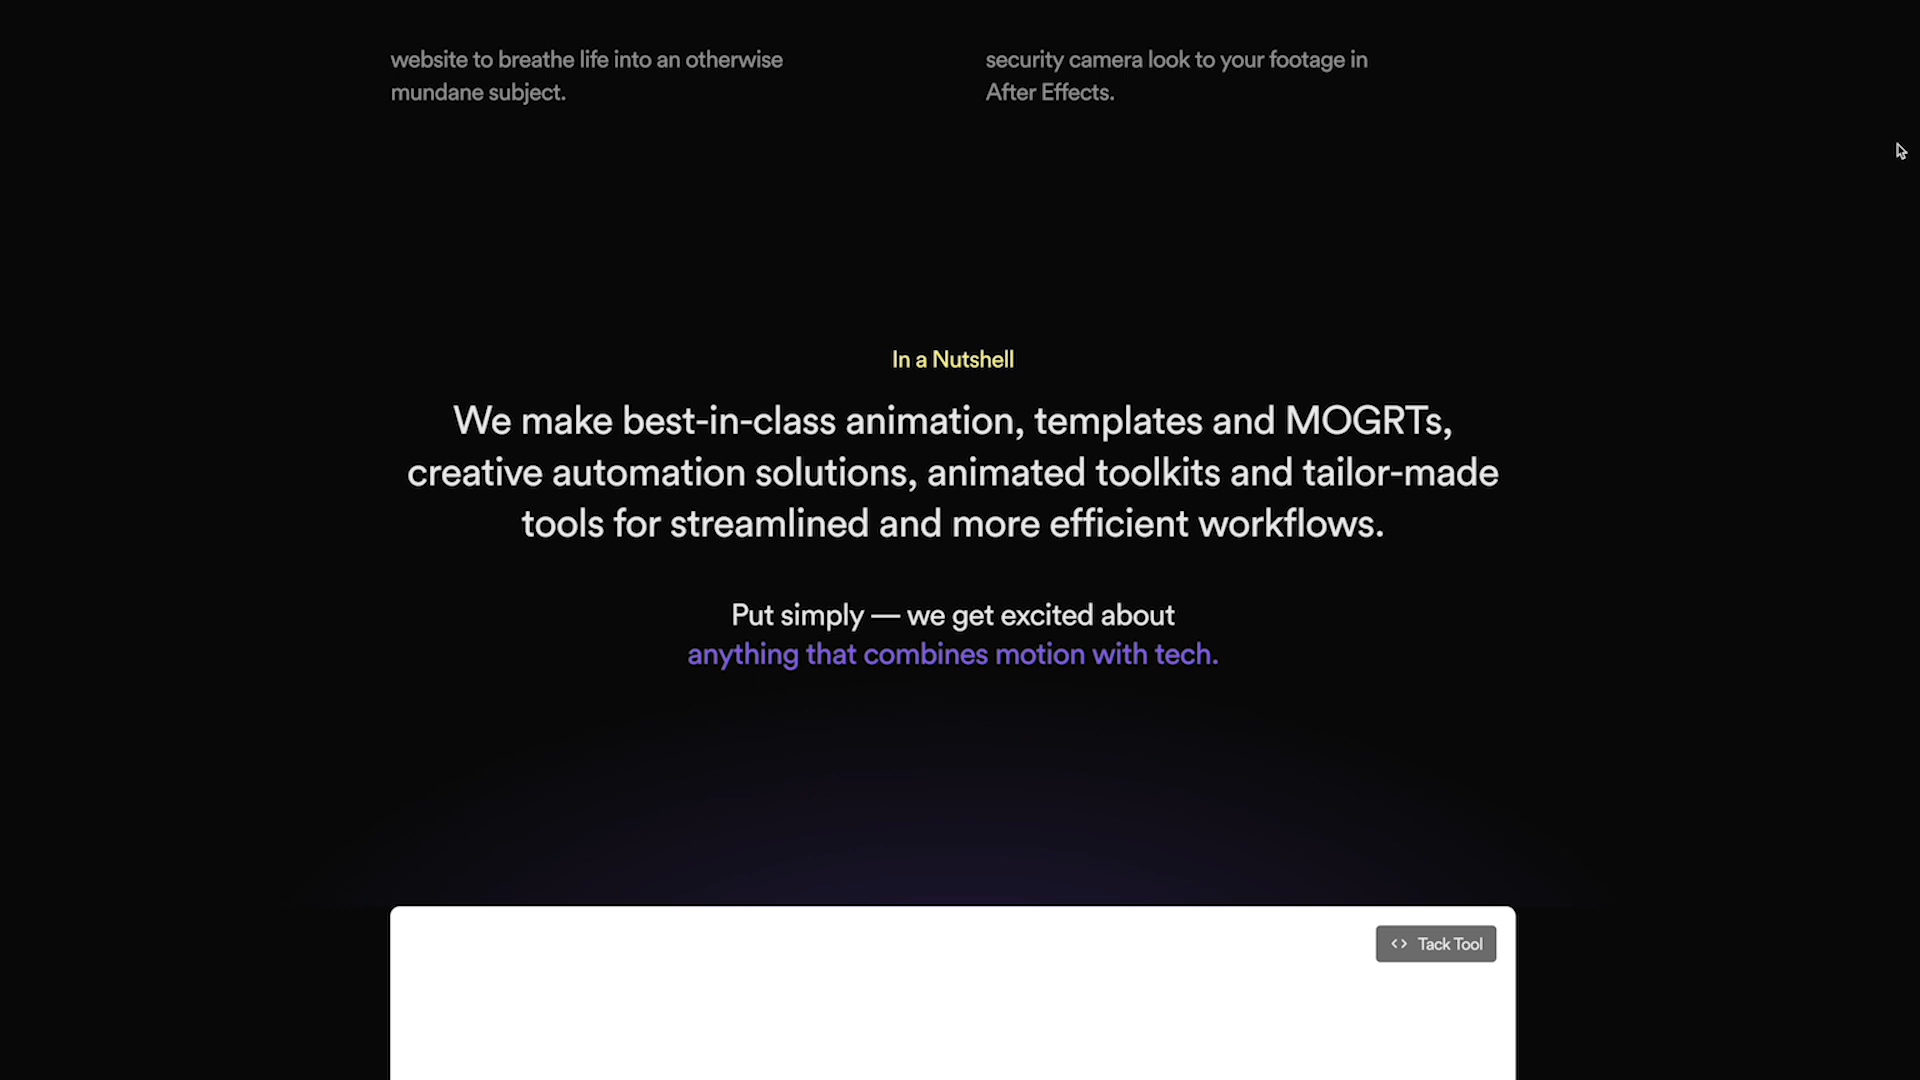 website to breathe life into an otherwise
mundane subject.
security camera look to your footage in
After Effects.
In a Nutshell
We make best-in-class animation, templates and MOGRTs,
creative automation solutions, animated toolkits and tailor-made
tools for streamlined and more efficient workflows.
Put simply — we get excited about
anything that combines motion with tech.
<> Tack Tool